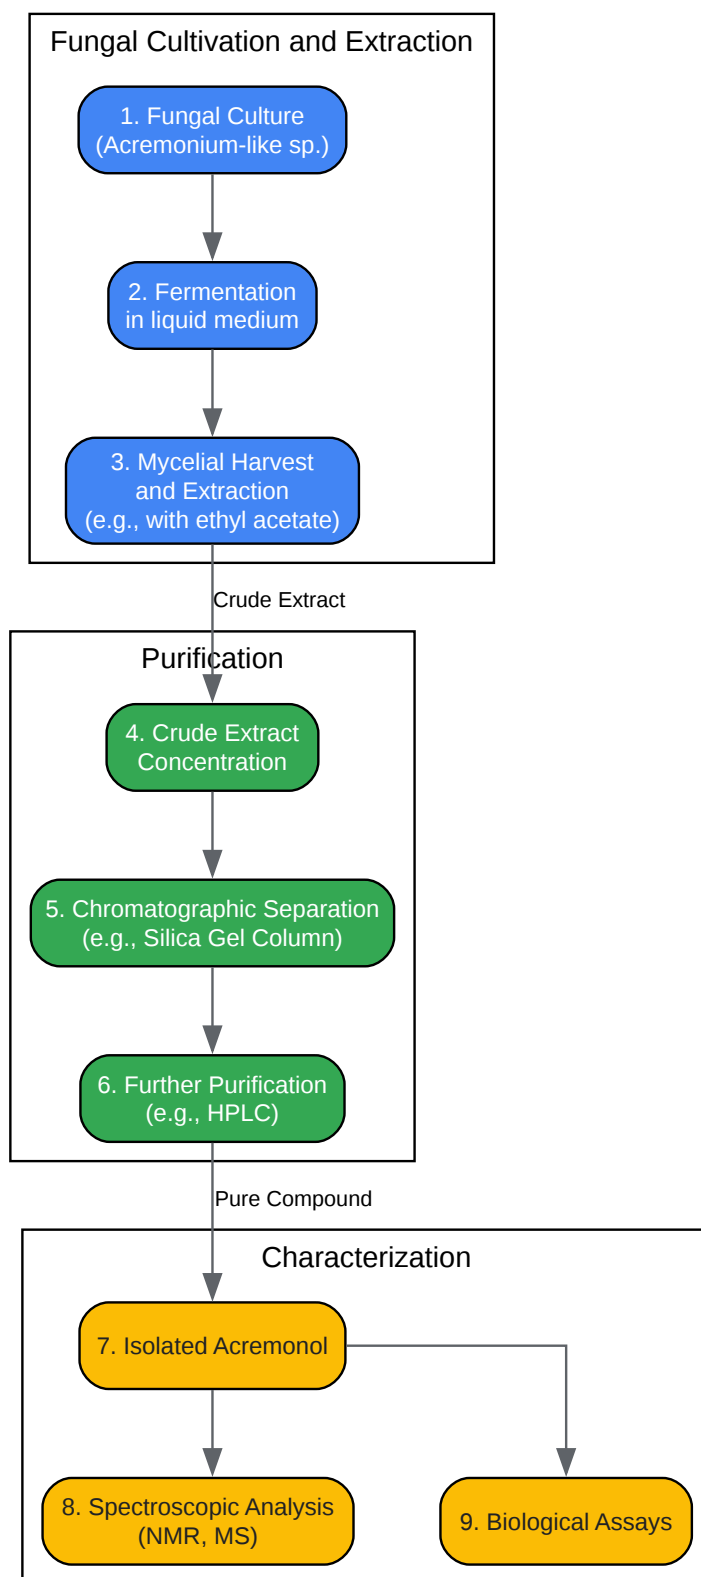 Fungal Cultivation and Extraction
1. Fungal Culture
(Acremonium-like sp.)
2. Fermentation
in liquid medium
3. Mycelial Harvest
and Extraction
(e.g., with ethyl acetate)
Crude Extract
Purification
4. Crude Extract
Concentration
5. Chromatographic Separation
(e.g., Silica Gel Column)
6. Further Purification
(e.g., HPLC)
Pure Compound
Characterization
7. Isolated Acremonol
8. Spectroscopic Analysis
(NMR, MS)
9. Biological Assays